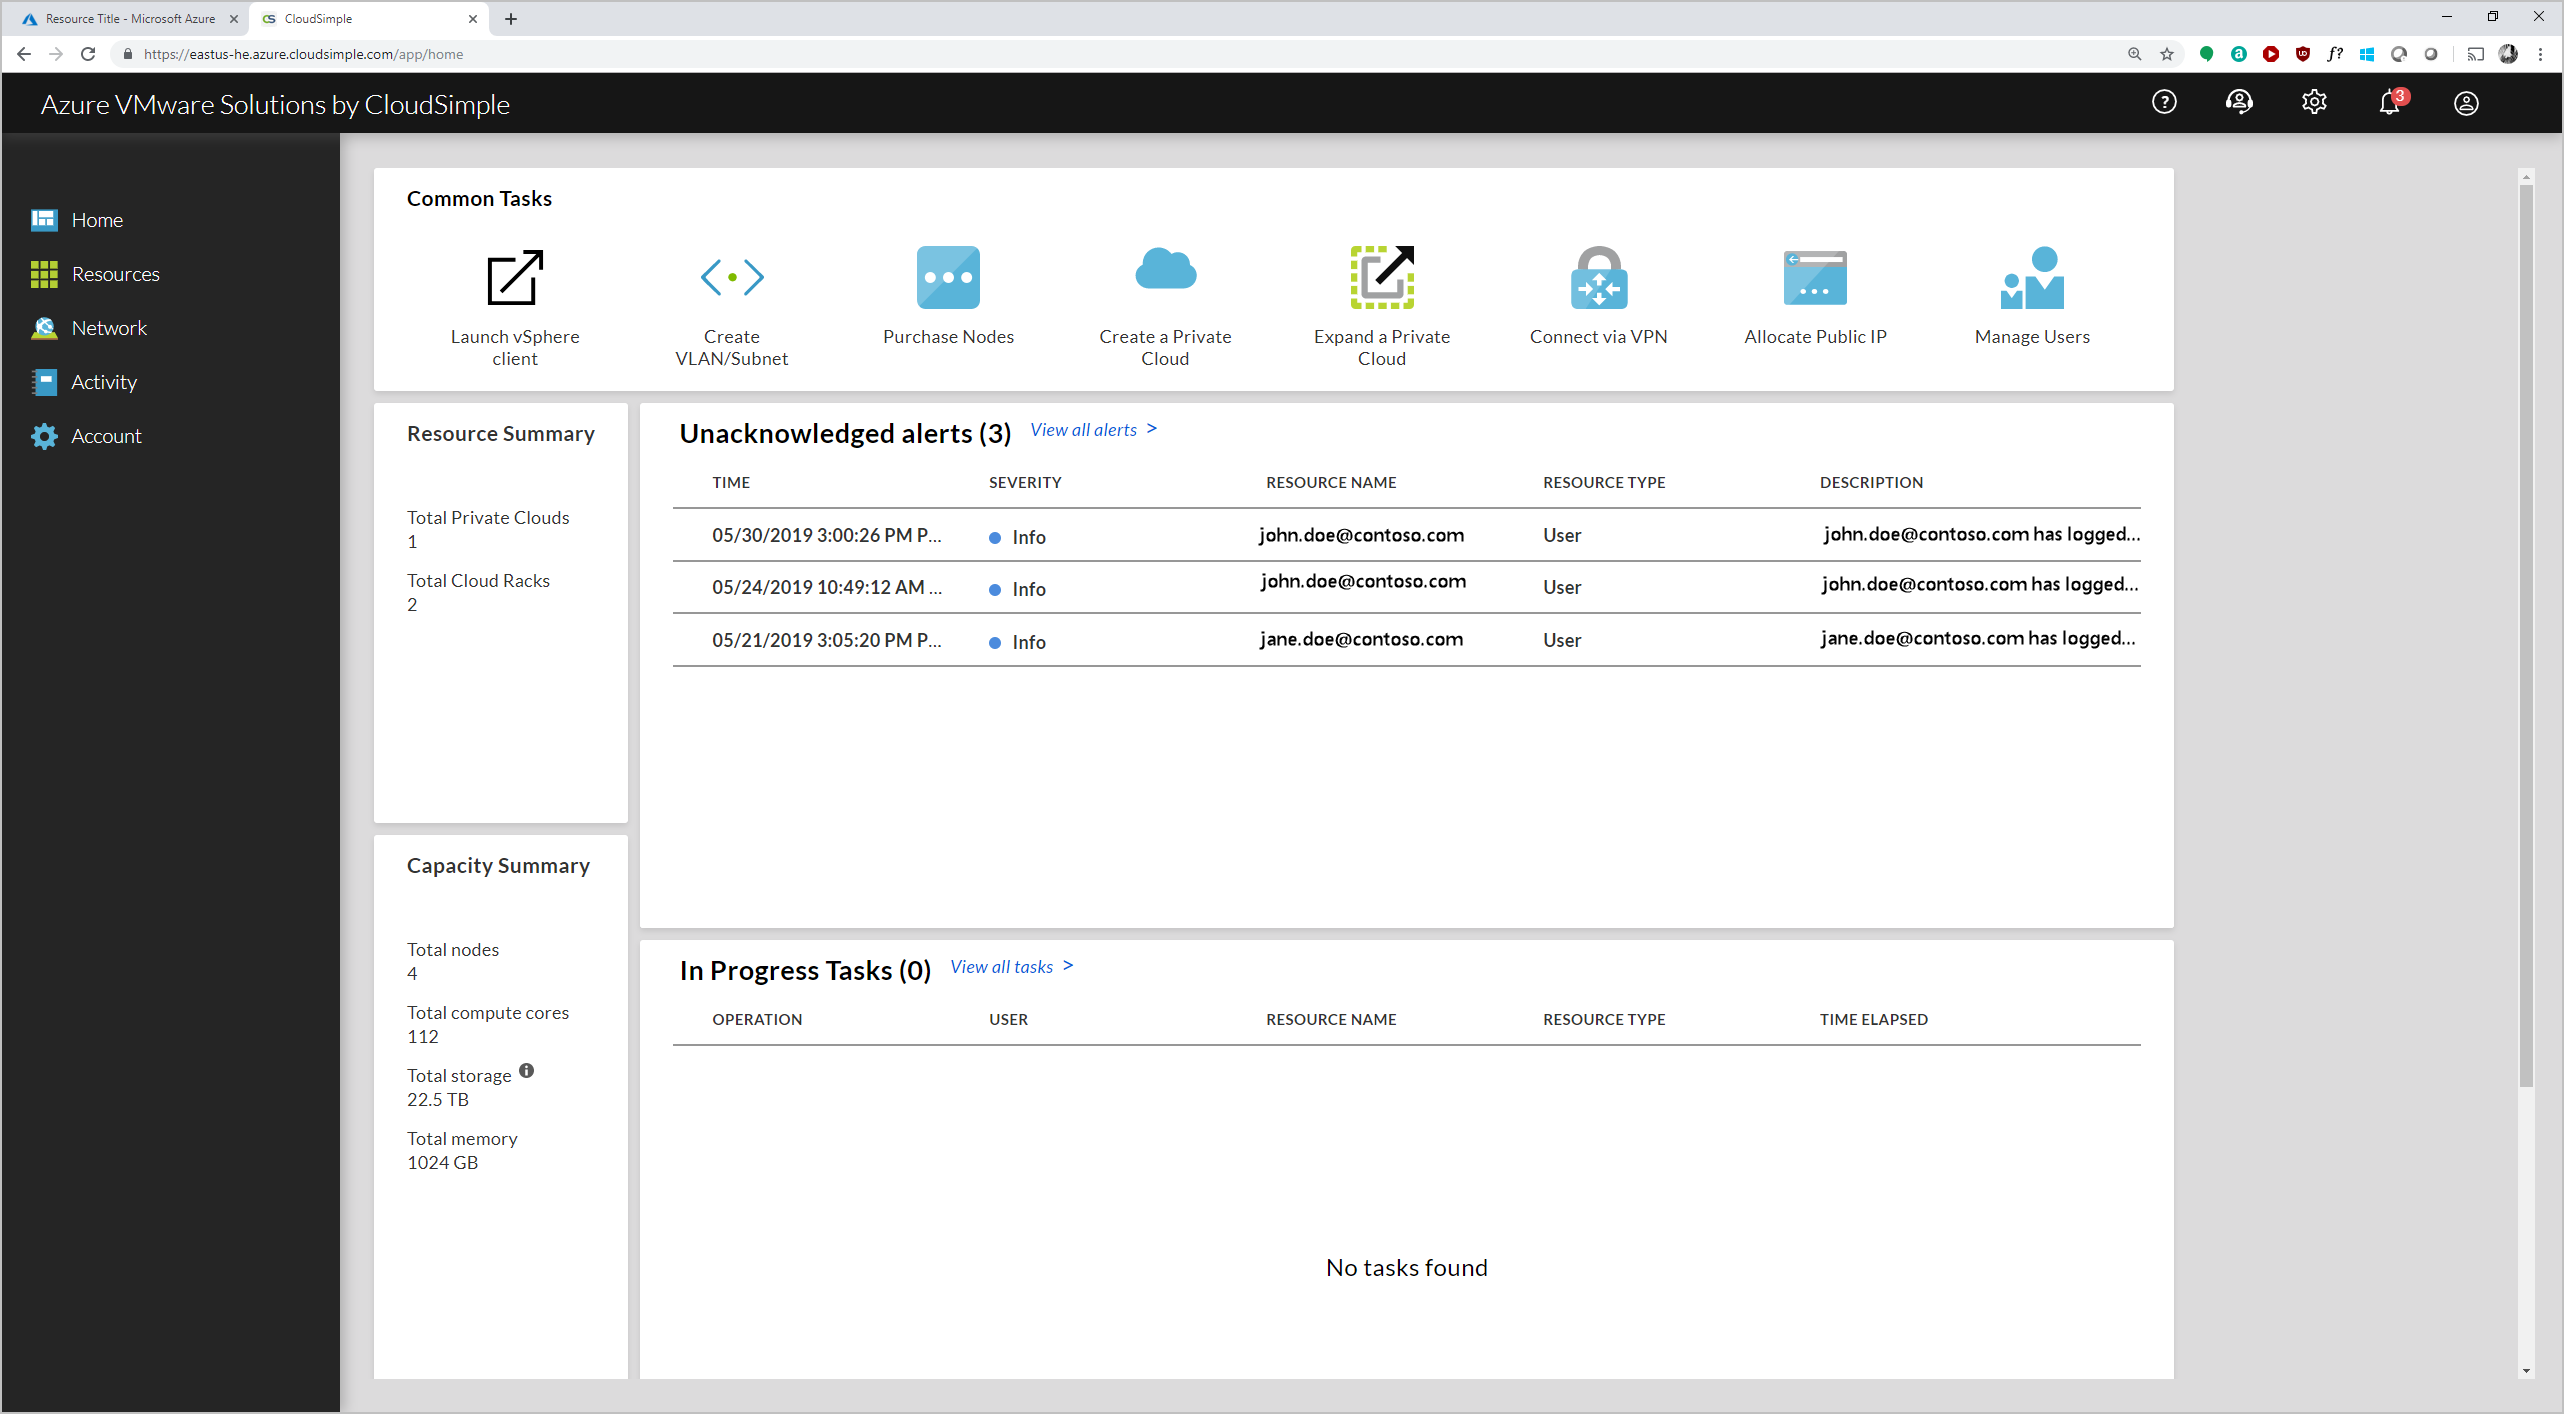 Resource Title - Microsoft Azure
CloudSimple
https://eastus-he.azure.cloudsimple.com/app/home
Azure VMware Solutions by CloudSimple
3
Home
Resources
Network
Activity
Account
Common Tasks
Launch vSphere
client
Create
VLAN/Subnet
Purchase Nodes
Create a Private
Cloud
Expand a Private
Cloud
Connect via VPN
Allocate Public IP
Manage Users
Resource Summary
Total Private Clouds
1
Total Cloud Racks
2
Unacknowledged alerts (3) View all alerts >
TIME SEVERITY RESOURCE NAME RESOURCE TYPE DESCRIPTION
05/30/2019 3:00:26 PM P... Info john.doe@contoso.com User john.doe@contoso.com has logged...
05/24/2019 10:49:12 AM ... Info john.doe@contoso.com User john.doe@contoso.com has logged...
05/21/2019 3:05:20 PM P... Info jane.doe@contoso.com User jane.doe@contoso.com has logged...
Capacity Summary
Total nodes
4
Total compute cores
112
Total storage
22.5 TB
Total memory
1024 GB
In Progress Tasks (0) View all tasks >
OPERATION USER RESOURCE NAME RESOURCE TYPE TIME ELAPSED
No tasks found